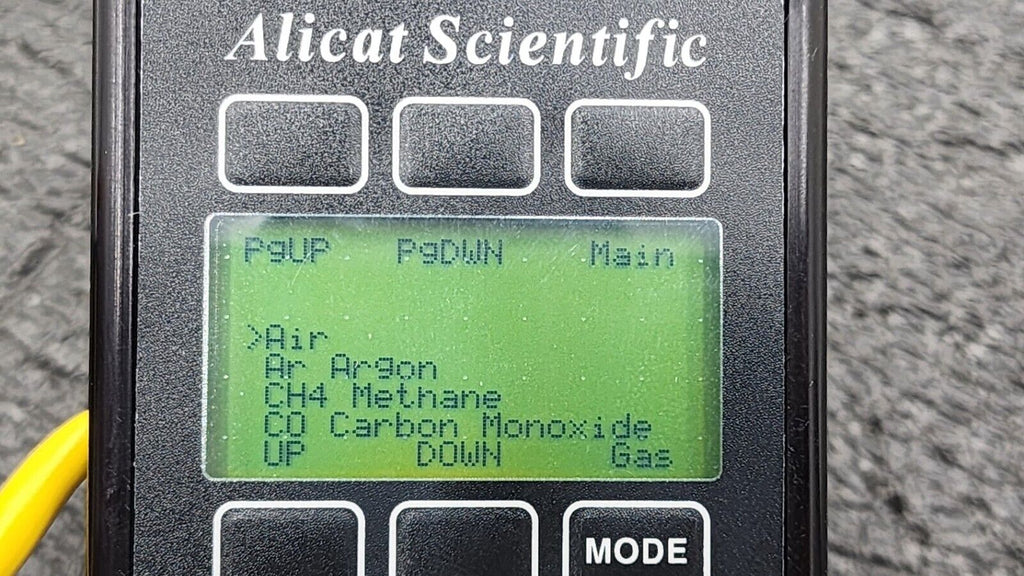 Alicat Scientific
PgUP PgDWN Main
>Air
Ar Argon
CH4 Methane
CO Carbon Monoxide
UP DOWN Gas
MODE